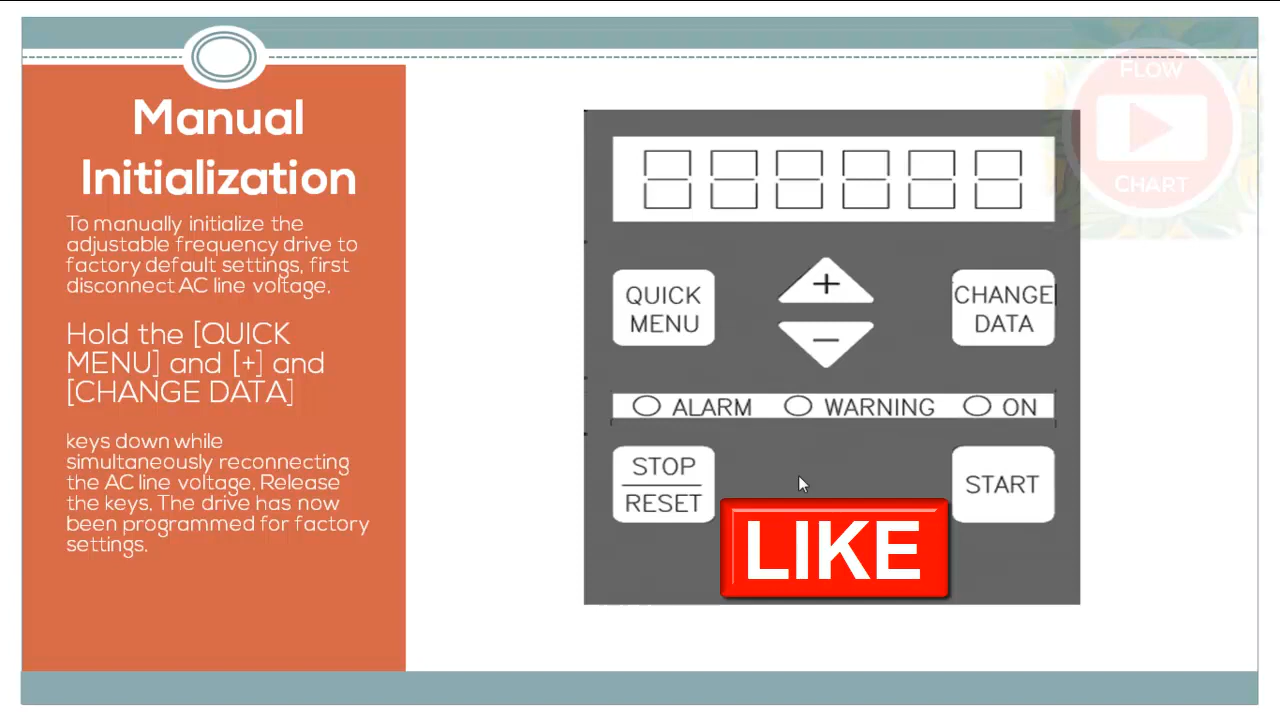 Manual
Initialization
To manually initialize the
adjustable frequency drive to
factory default settings, first
disconnect AC line voltage.
Hold the [QUICK
MENU] and [+] and
[CHANGE DATA]
keys down while
simultaneously reconnecting
the AC line voltage. Release
the keys. The drive has now
been programmed for factory
settings.
QUICK
MENU
+
−
CHANGE
DATA
ALARM WARNING ON
STOP
RESET
START
LIKE
FLOW
CHART